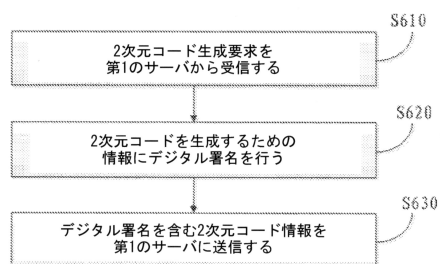 S610
2次元コード生成要求を
第1のサーバから受信する
S620
2次元コードを生成するための
情報にデジタル署名を行う
S630
デジタル署名を含む2次元コード情報を
第1のサーバに送信する